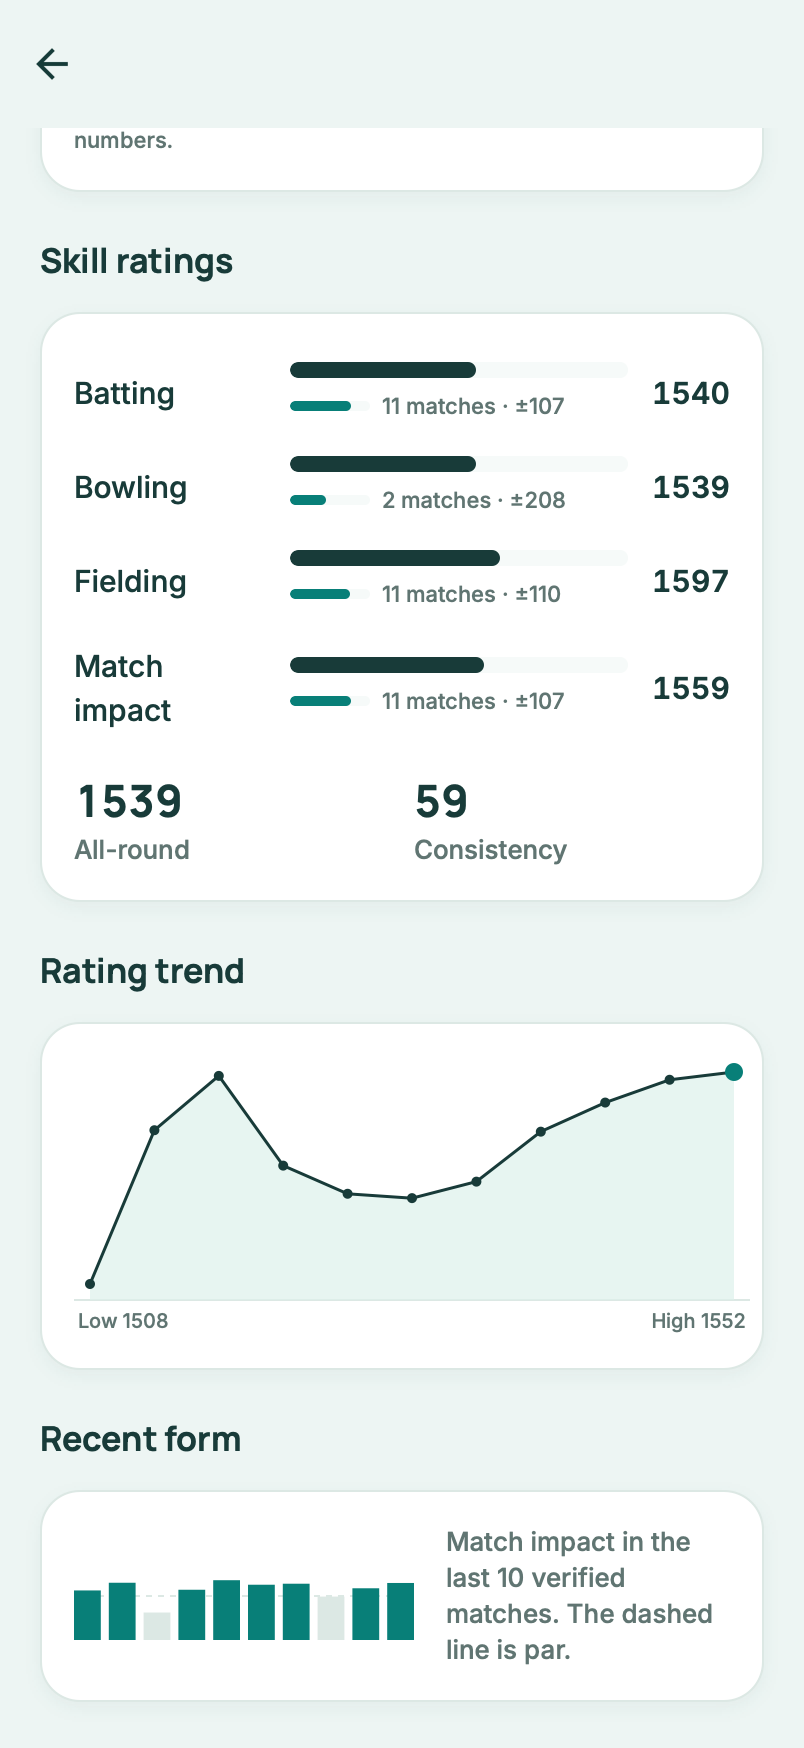 numbers.
Skill ratings
Batting
11 matches · ±107
1540
Bowling
2 matches · ±208
1539
Fielding
11 matches · ±110
1597
Match
impact
11 matches · ±107
1559
1539
All-round
59
Consistency
Rating trend
Low 1508
High 1552
Recent form
Match impact in the
last 10 verified
matches. The dashed
line is par.